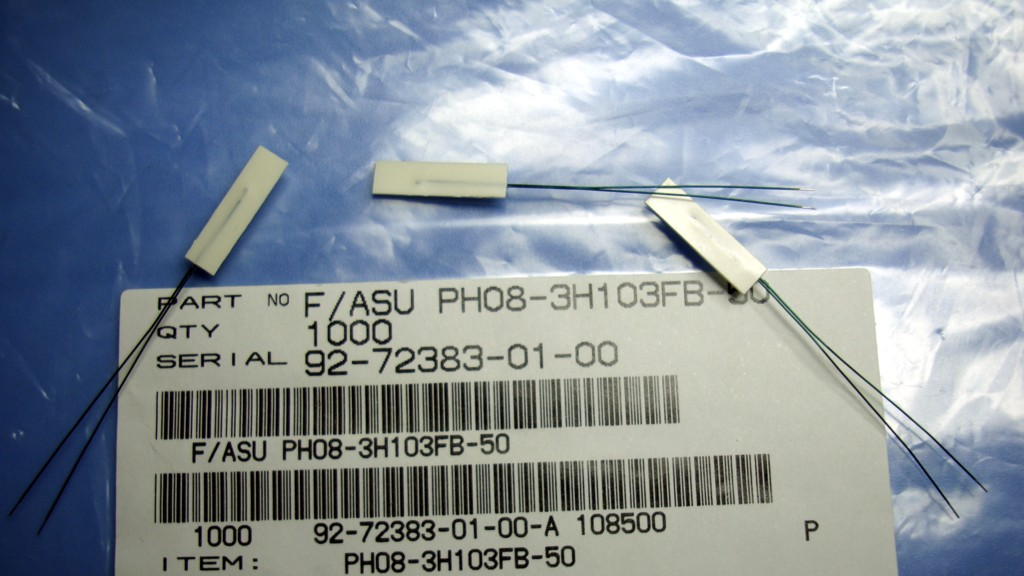 PART NO F/ASU PH08-3H103FB-50
QTY 1000
SERIAL 92-72383-01-00
F/ASU PH08-3H103FB-50
1000 92-72383-01-00-A 108500 P
ITEM: PH08-3H103FB-50